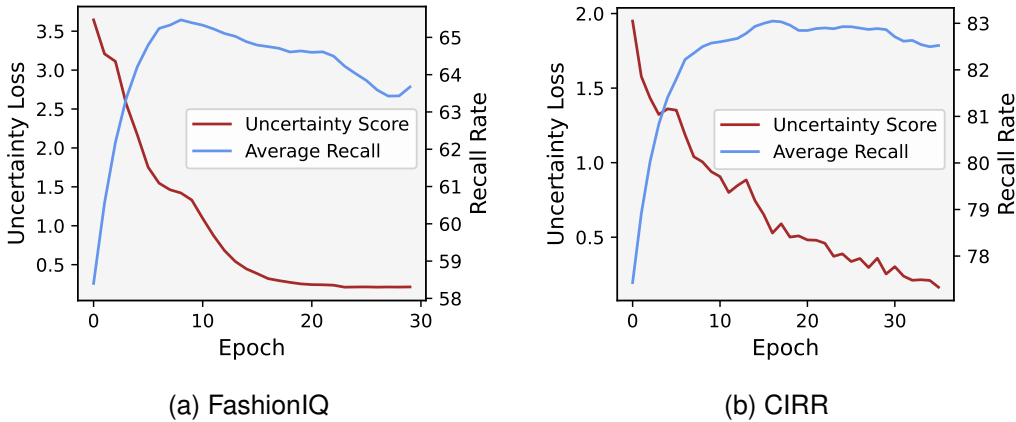 3.5
3.0
2.5
2.0
1.5
1.0
0.5
Uncertainty Loss
65
64
63
62
61
60
59
58
Recall Rate
Uncertainty Score
Average Recall
0
10
20
30
Epoch
(a) FashionIQ
2.0
1.5
1.0
0.5
Uncertainty Loss
83
82
81
80
79
78
Recall Rate
Uncertainty Score
Average Recall
0
10
20
30
Epoch
(b) CIRR